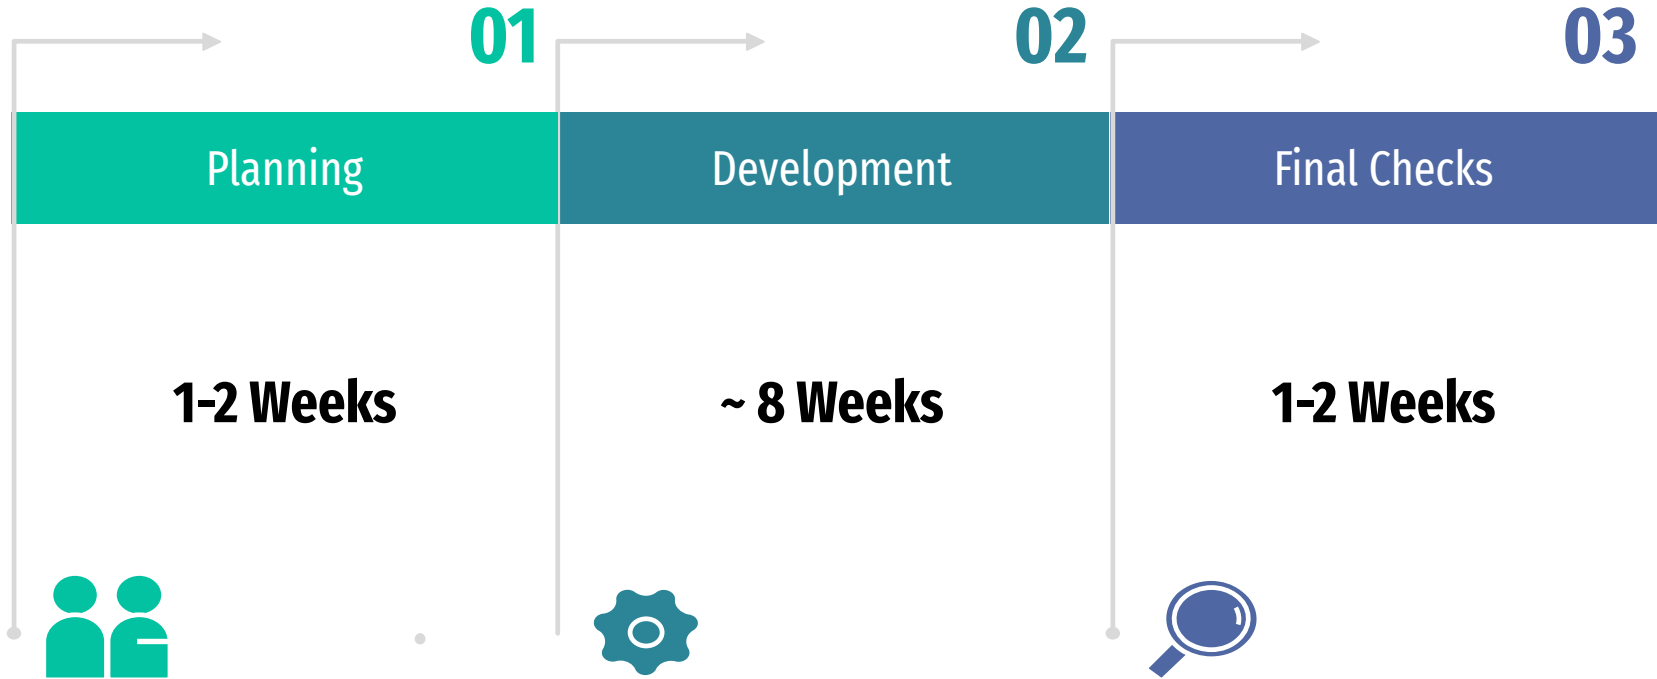 01
02
03
Planning
Development
Final Checks
1-2 Weeks
~ 8 Weeks
1-2 Weeks